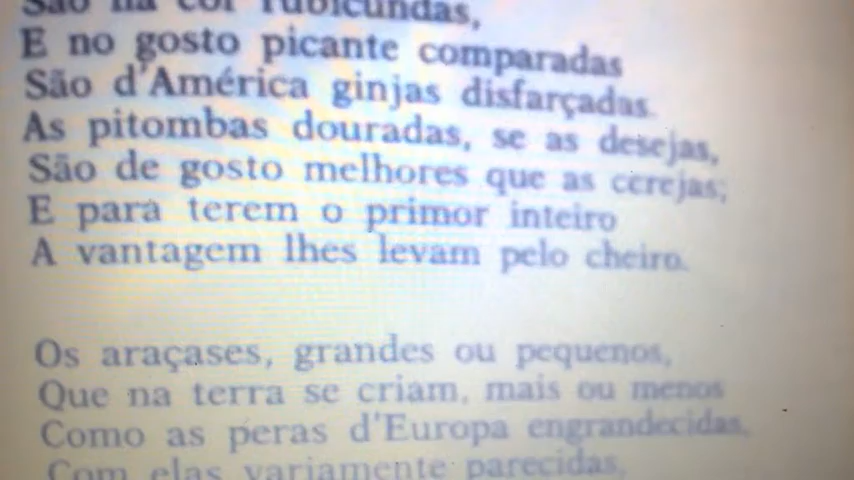 São na cor rubicundas,
E no gosto picante comparadas
São d'América ginjas disfarçadas.
As pitombas douradas, se as desejas,
São de gosto melhores que as cerejas;
E para terem o primor inteiro
A vantagem lhes levam pelo cheiro.
Os araçases, grandes ou pequenos,
Que na terra se criam, mais ou menos
Como as peras d'Europa engrandecidas,
Com elas variamente parecidas,